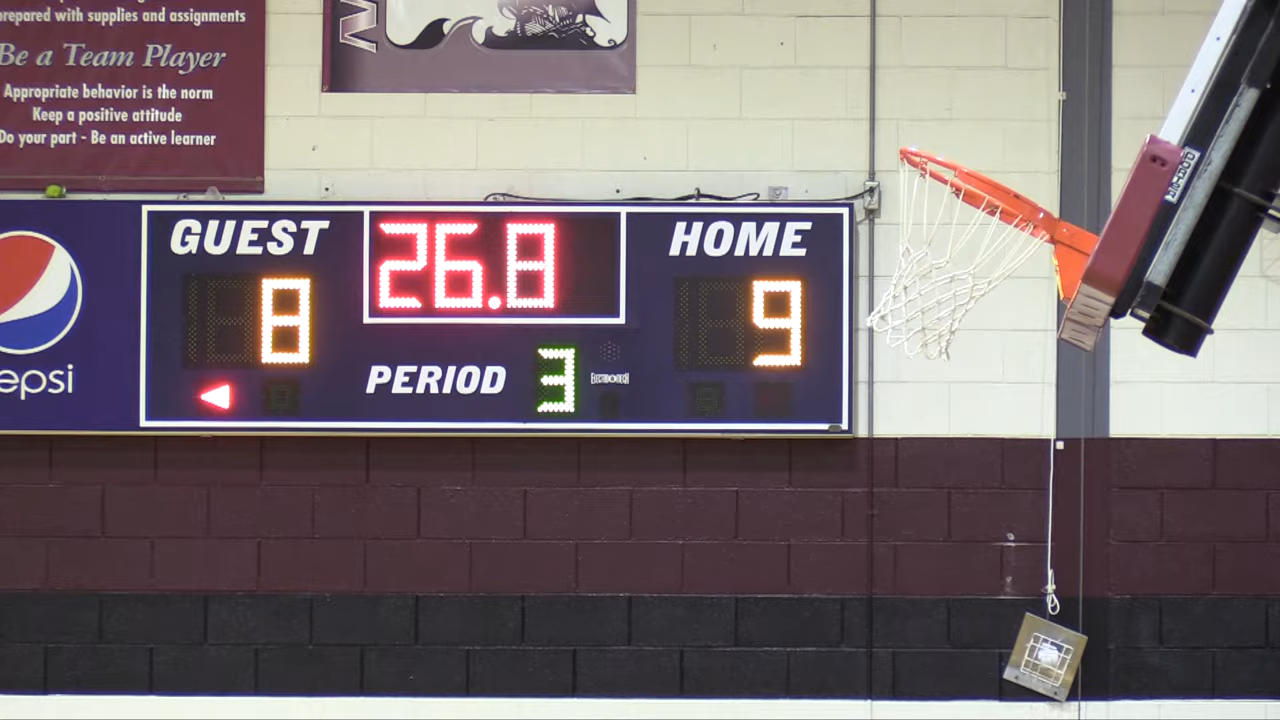 prepared with supplies and assignments
Be a Team Player
Appropriate behavior is the norm
Keep a positive attitude
Do your part - Be an active learner
GUEST 26.8 HOME
8 9
PERIOD 3
epsi